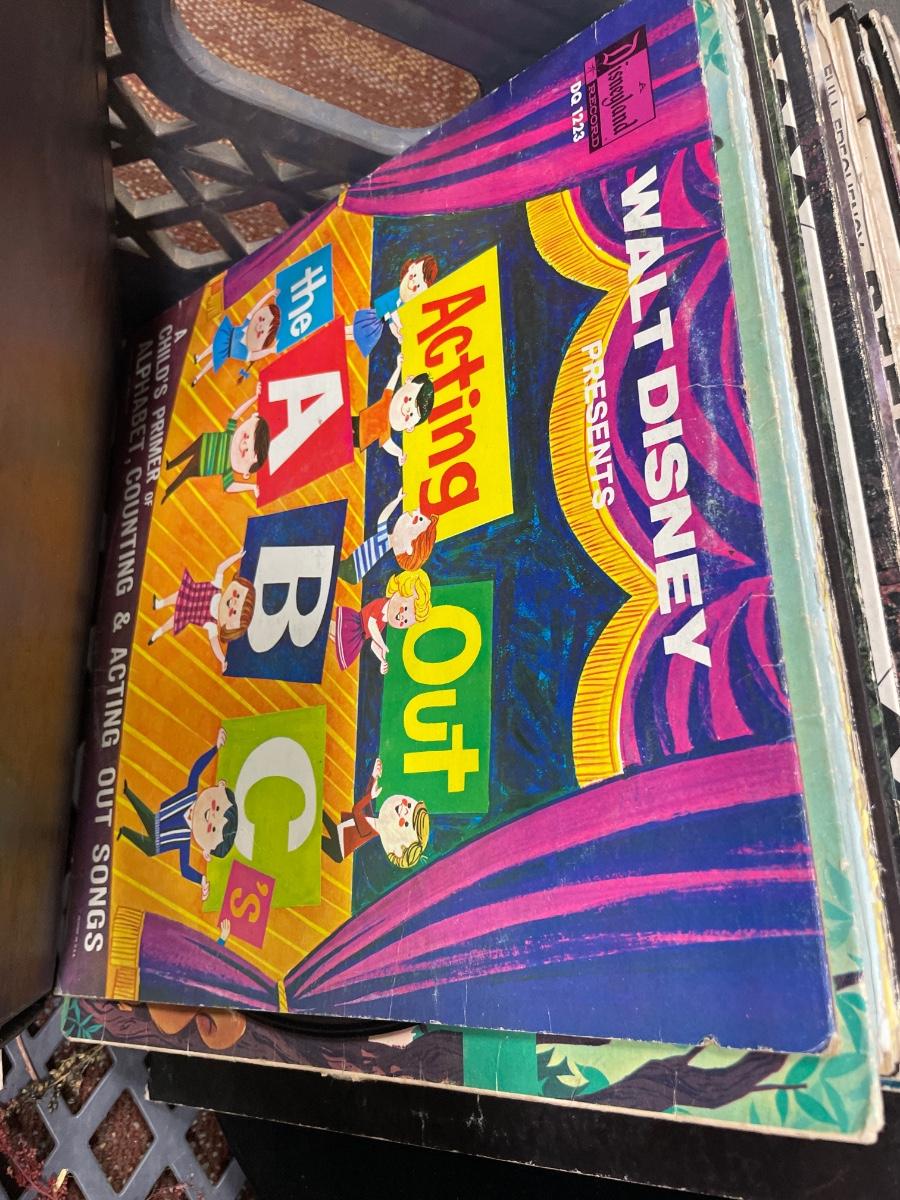 A
Disneyland
RECORD
DQ 1223
WALT DISNEY
PRESENTS
Acting Out
the A B C's
A
CHILD'S PRIMER OF
ALPHABET, COUNTING & ACTING OUT SONGS